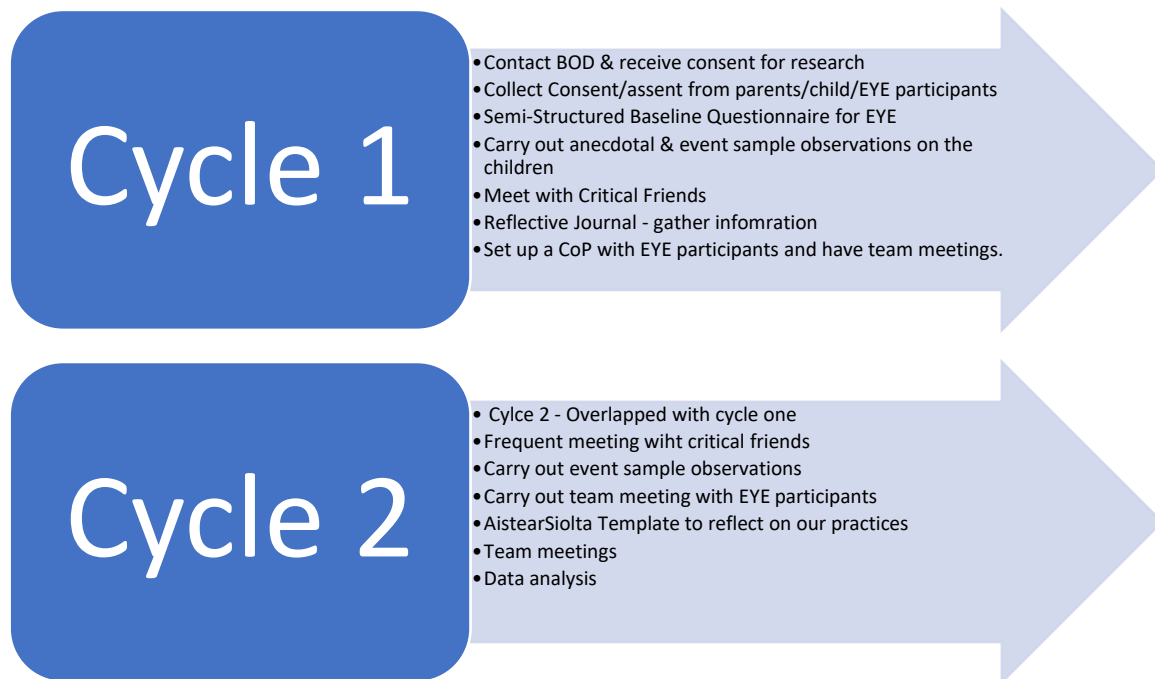 Cycle 1
•Contact BOD & receive consent for research
•Collect Consent/assent from parents/child/EYE participants
•Semi-Structured Baseline Questionnaire for EYE
•Carry out anecdotal & event sample observations on the
children
•Meet with Critical Friends
•Reflective Journal - gather infomration
•Set up a CoP with EYE participants and have team meetings.
Cycle 2
• Cylce 2 - Overlapped with cycle one
•Frequent meeting wiht critical friends
•Carry out event sample observations
•Carry out team meeting with EYE participants
•AistearSiolta Template to reflect on our practices
•Team meetings
•Data analysis